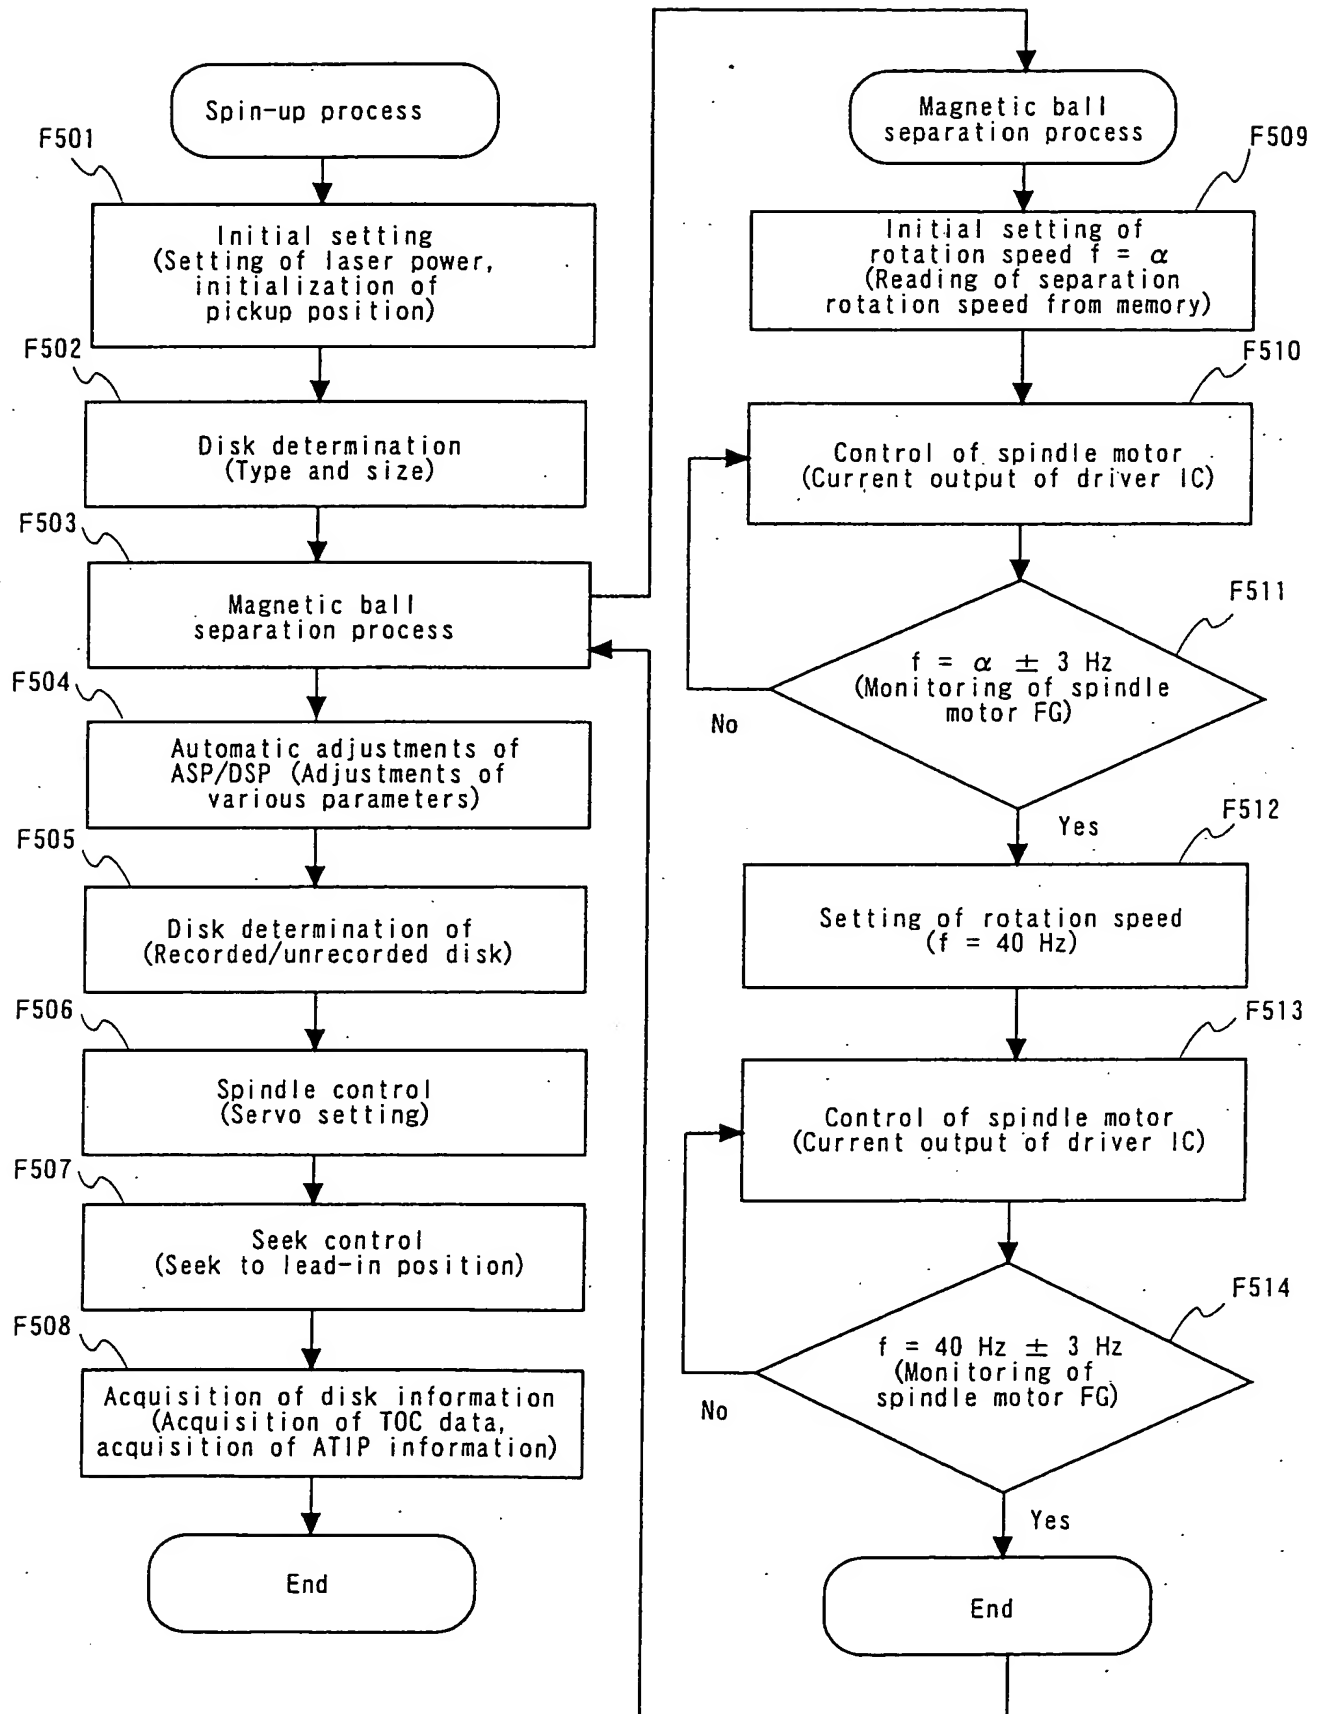 Spin-up process
F501
Initial setting
(Setting of laser power,
initialization of
pickup position)
F502
Disk determination
(Type and size)
F503
Magnetic ball
separation process
F504
Automatic adjustments of
ASP/DSP (Adjustments of
various parameters)
F505
Disk determination of
(Recorded/unrecorded disk)
F506
Spindle control
(Servo setting)
F507
Seek control
(Seek to lead-in position)
F508
Acquisition of disk information
(Acquisition of TOC data,
acquisition of ATIP information)
End
Magnetic ball
separation process
F509
Initial setting of
rotation speed f = α
(Reading of separation
rotation speed from memory)
F510
Control of spindle motor
(Current output of driver IC)
F511
f = α ± 3 Hz
(Monitoring of spindle
motor FG)
No
Yes
F512
Setting of rotation speed
(f = 40 Hz)
F513
Control of spindle motor
(Current output of driver IC)
F514
f = 40 Hz ± 3 Hz
(Monitoring of
spindle motor FG)
No
Yes
End